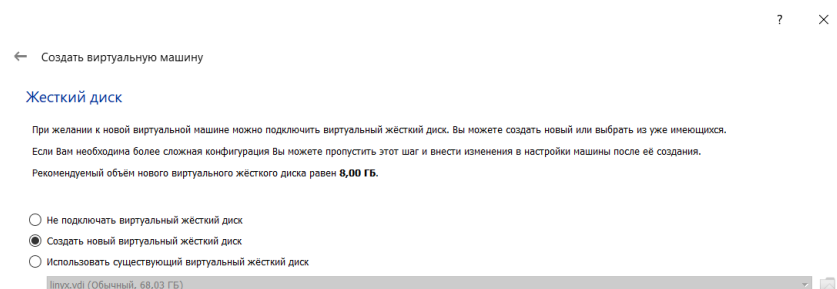 ?
Создать виртуальную машину
Жесткий диск
При желании к новой виртуальной машине можно подключить виртуальный жёсткий диск. Вы можете создать новый или выбрать из уже имеющихся.
Если Вам необходима более сложная конфигурация Вы можете пропустить этот шаг и внести изменения в настройки машины после её создания.
Рекомендуемый объём нового виртуального жёсткого диска равен 8,00 ГБ.
Не подключать виртуальный жёсткий диск
Создать новый виртуальный жёсткий диск
Использовать существующий виртуальный жёсткий диск
linyx.vdi (Обычный, 68,03 ГБ)